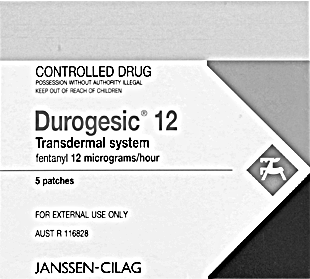 CONTROLLED DRUG
POSSESSION WITHOUT AUTHORITY ILLEGAL
KEEP OUT OF REACH OF CHILDREN
Durogesic® 12
Transdermal system
fentanyl 12 micrograms/hour
5 patches
FOR EXTERNAL USE ONLY
AUST R 116828
JANSSEN-CILAG